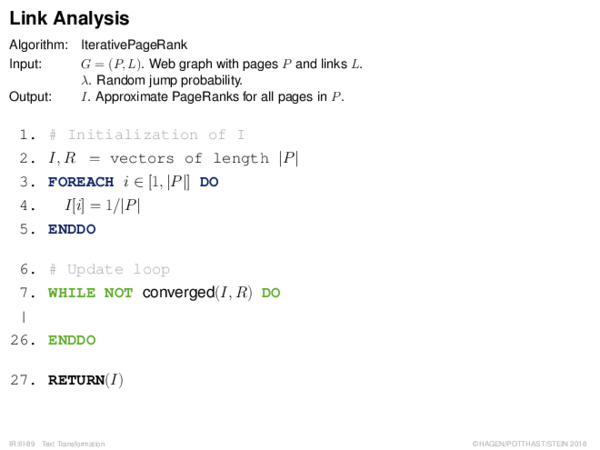 Link Analysis
Algorithm: IterativePageRank
Input: G = (P, L). Web graph with pages P and links L.
λ. Random jump probability.
Output: I. Approximate PageRanks for all pages in P.
1. # Initialization of I
2. I, R = vectors of length |P|
3. FOREACH i ∈ [1, |P|] DO
4. I[i] = 1/|P|
5. ENDDO
6. # Update loop
7. WHILE NOT converged(I, R) DO
|
26. ENDDO
27. RETURN(I)
IR:III-89 Text Transformation ©HAGEN/POTTHAST/STEIN 2018